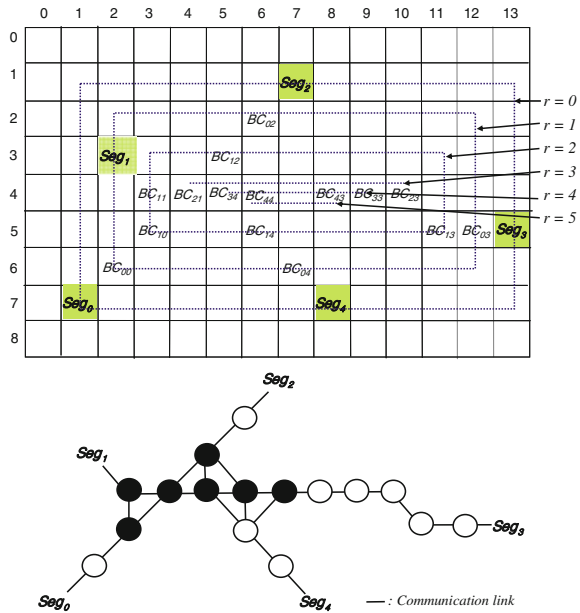 0 1 2 3 4 5 6 7 8 9 10 11 12 13
0
1 Seg₂ r = 0
2 BC₀₂ r = 1
3 Seg₁ BC₁₂ r = 2
r = 3
4 BC₁₁ BC₂₁ BC₃₄ BC₄₄ BC₄₃ BC₃₃ BC₂₃ r = 4
r = 5
5 BC₁₀ BC₁₄ BC₁₃ BC₀₃ Seg₃
6 BC₀₀ BC₀₄
7 Seg₀ Seg₄
8
Seg₂
Seg₁
Seg₃
Seg₀ Seg₄
: Communication link